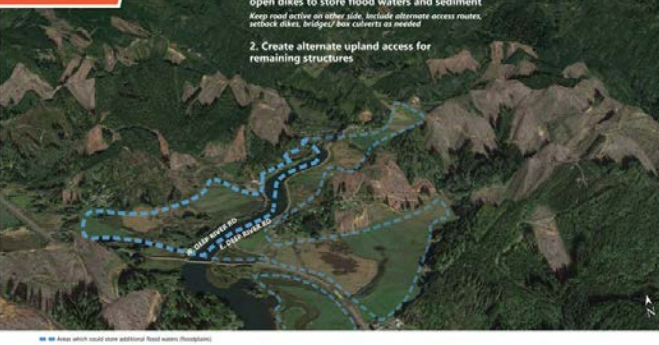 open dikes to store flood waters and sediment
Keep road active on other side. Include alternate access routes,
setback dikes, bridges/ box culverts as needed
2. Create alternate upland access for
remaining structures
DEEP RIVER RD
E. DEEP RIVER RD
N
Areas which could store additional flood waters (floodplains)